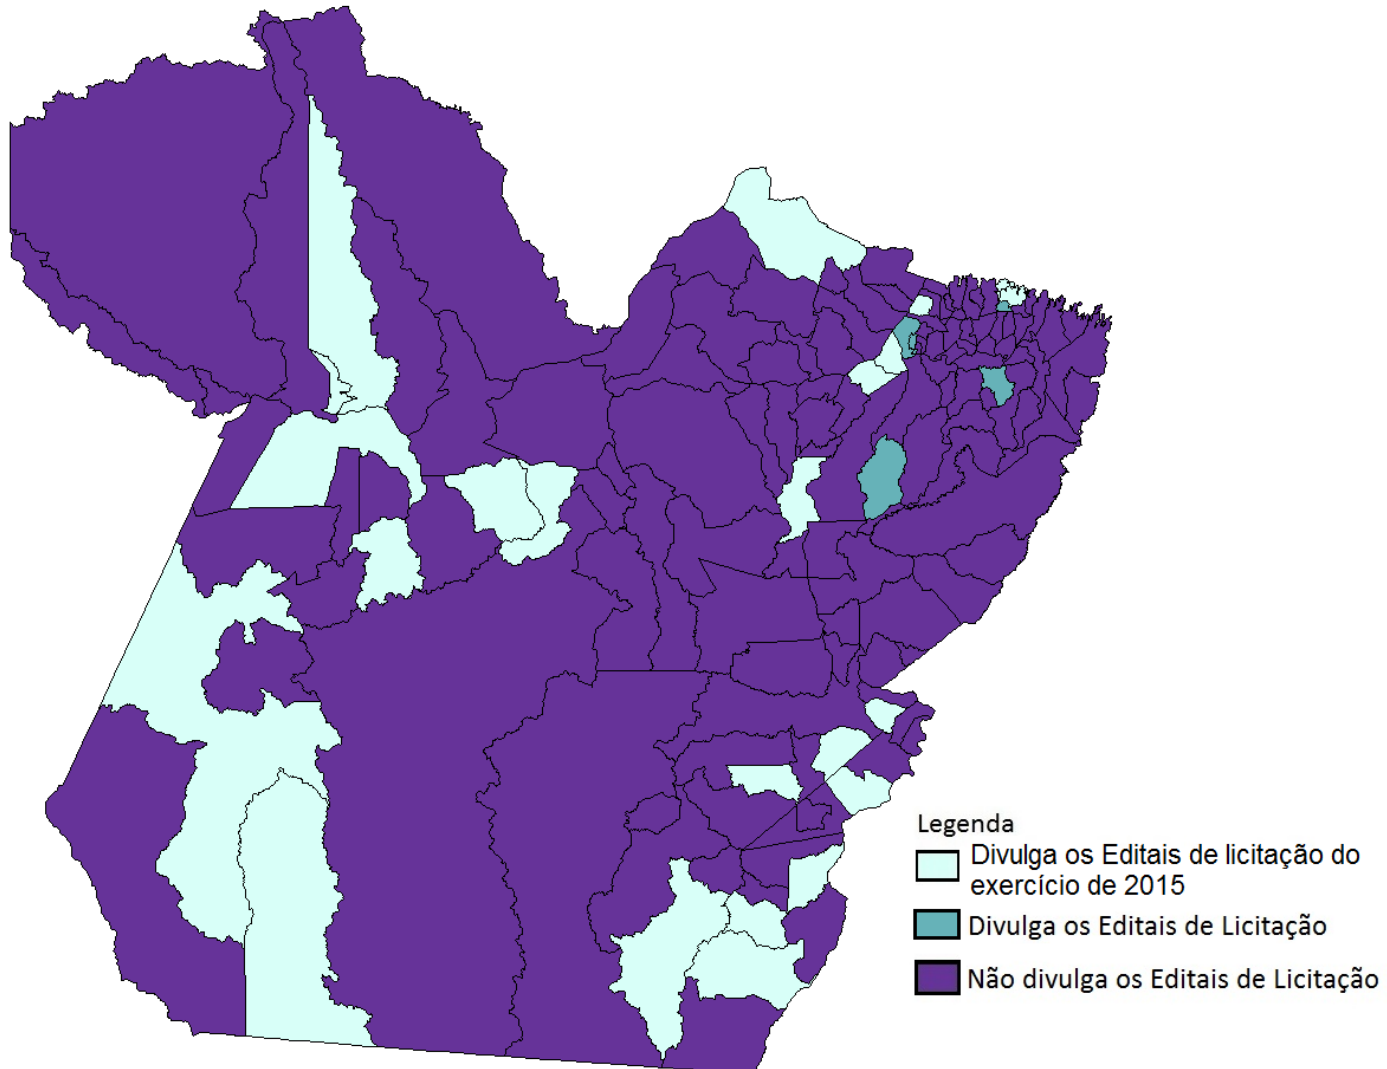 Legenda
Divulga os Editais de licitação do
exercício de 2015
Divulga os Editais de Licitação
Não divulga os Editais de Licitação